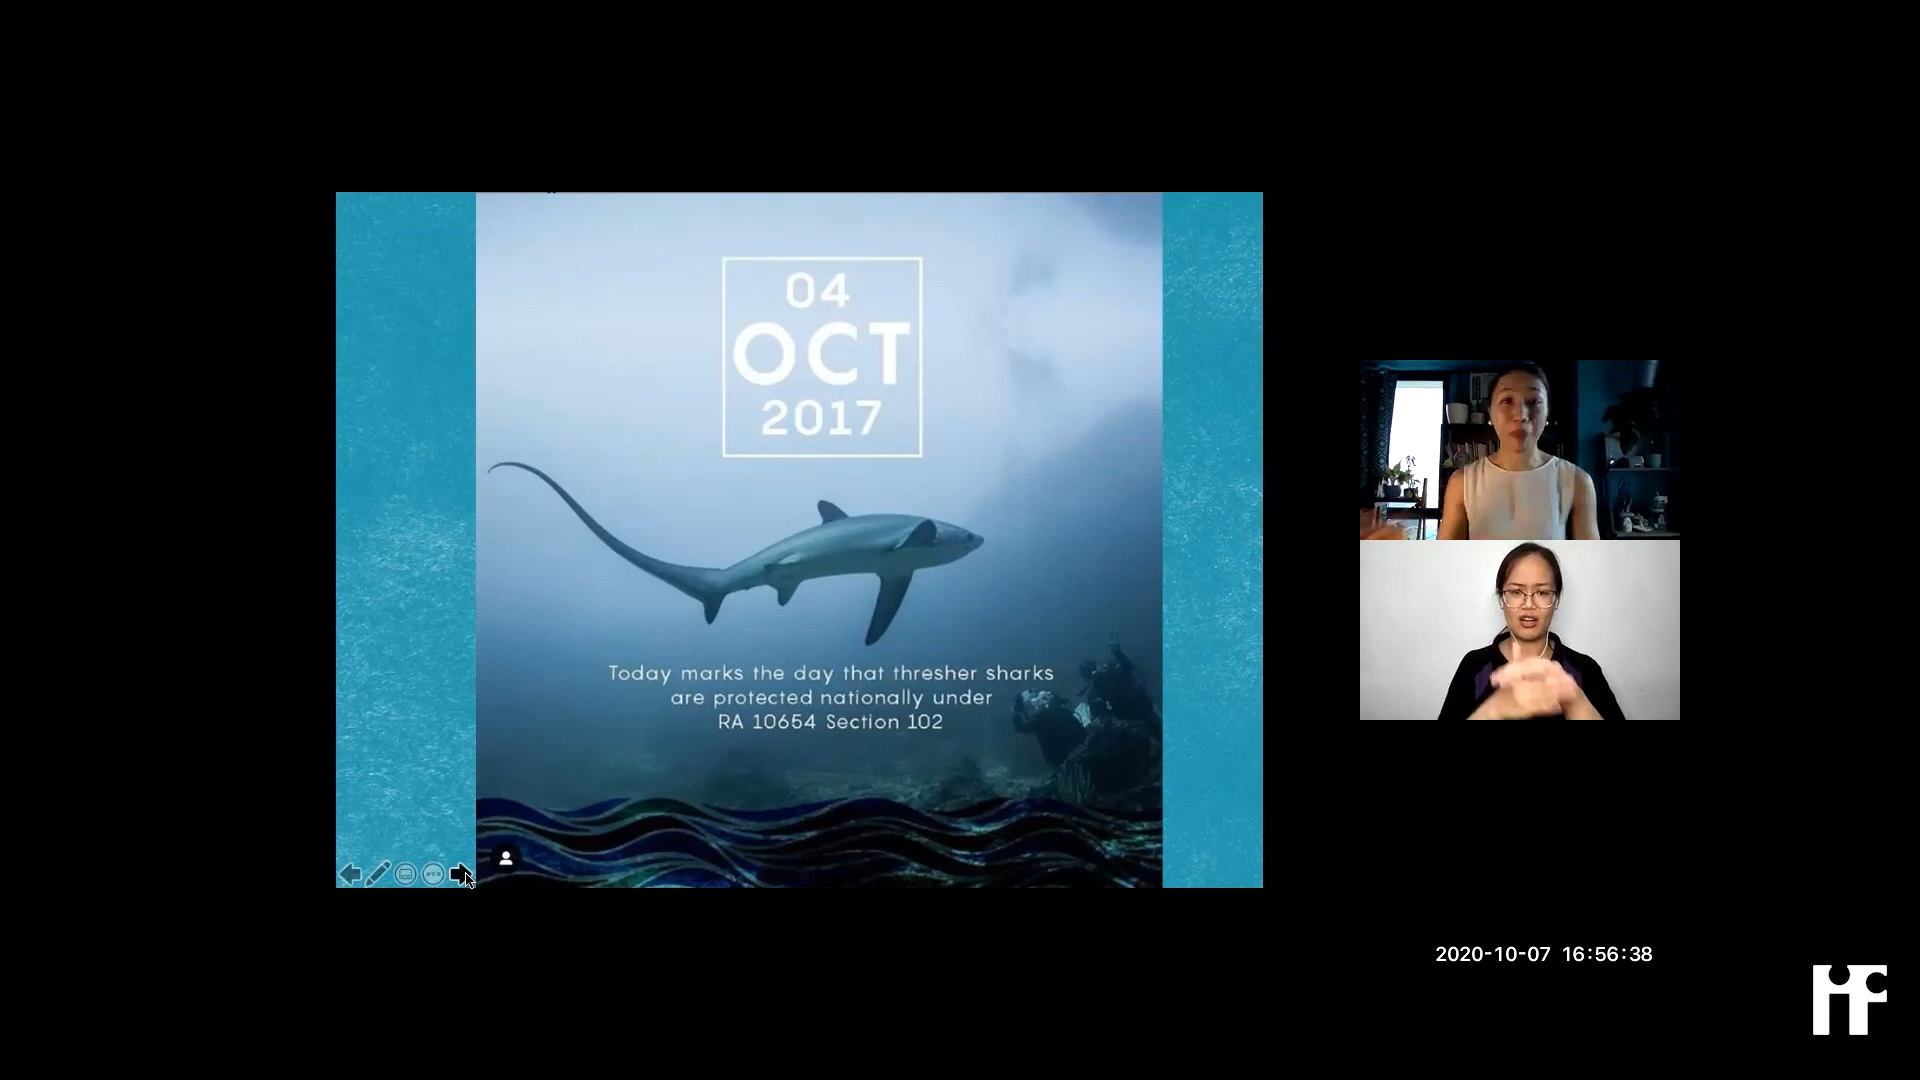 04
OCT
2017
Today marks the day that thresher sharks
are protected nationally under
RA 10654 Section 102
2020-10-07 16:56:38